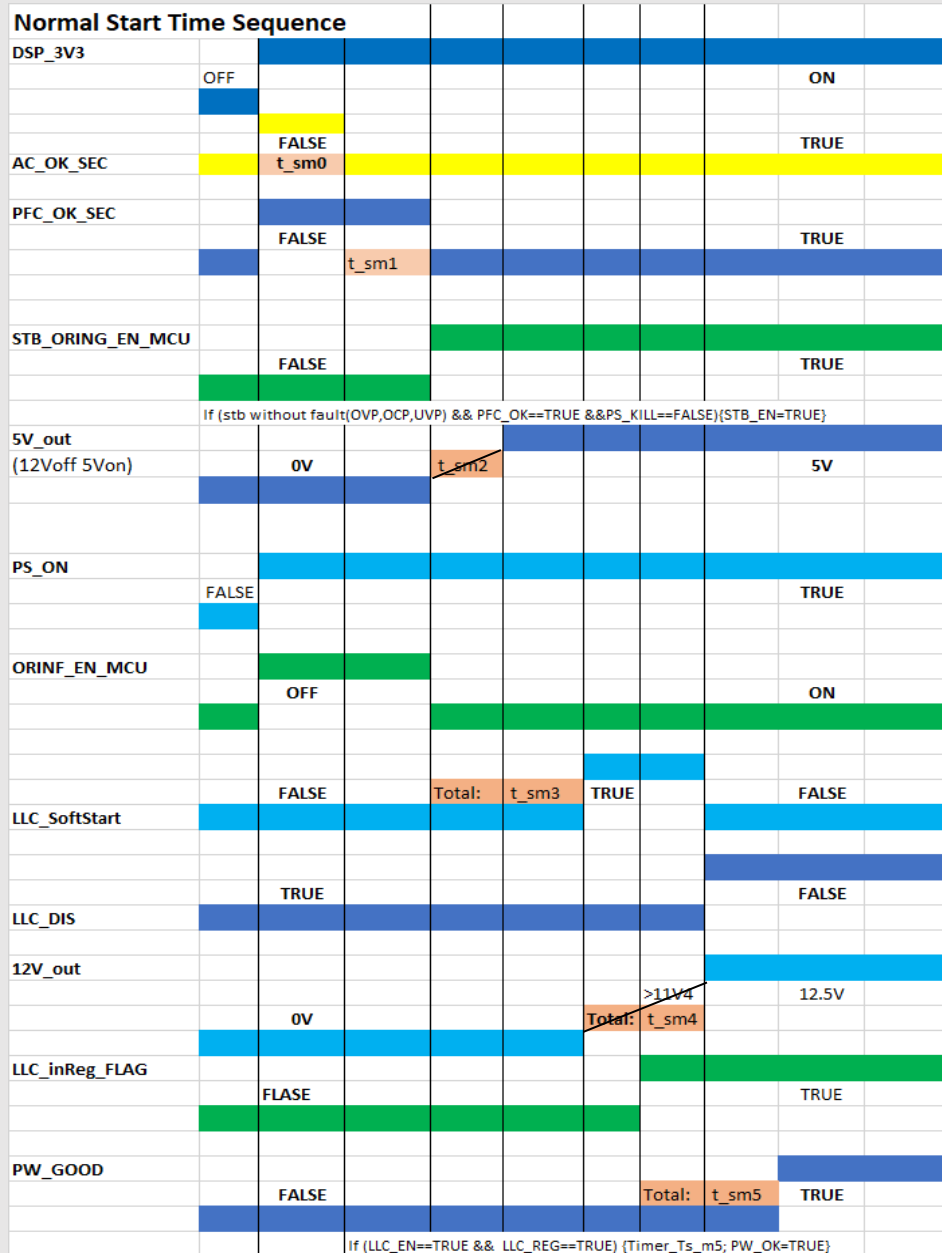 Normal Start Time Sequence
DSP_3V3
OFF ON
FALSE TRUE
AC_OK_SEC t_sm0
PFC_OK_SEC
FALSE TRUE
t_sm1
STB_ORING_EN_MCU
FALSE TRUE
If (stb without fault(OVP,OCP,UVP) && PFC_OK==TRUE &&PS_KILL==FALSE){STB_EN=TRUE}
5V_out
(12Voff 5Von) 0V t_sm2 5V
PS_ON
FALSE TRUE
ORINF_EN_MCU
OFF ON
FALSE Total: t_sm3 TRUE FALSE
LLC_SoftStart
TRUE FALSE
LLC_DIS
12V_out
>11V4 12.5V
0V Total: t_sm4
LLC_inReg_FLAG
FLASE TRUE
PW_GOOD
FALSE Total: t_sm5 TRUE
If (LLC_EN==TRUE && LLC_REG==TRUE) {Timer_Ts_m5; PW_OK=TRUE}